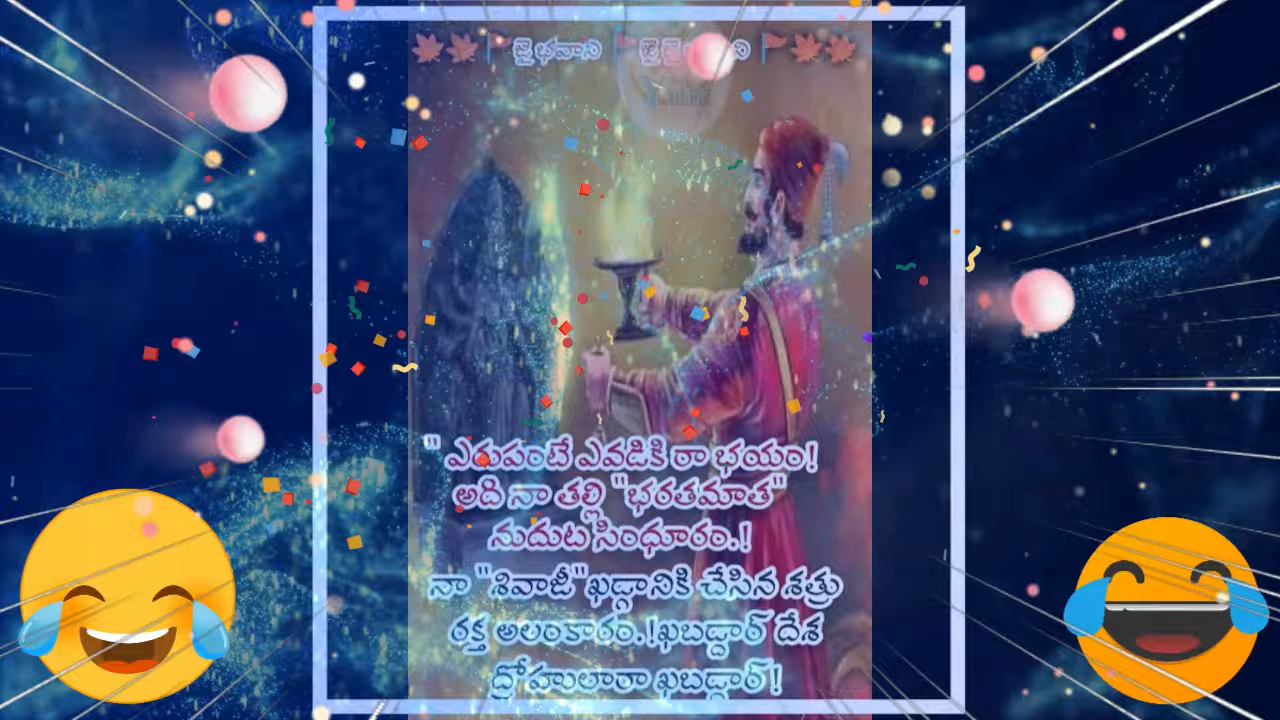 జై భవాని
" ఎరుపంటే ఎవడికి రా భయం!
అది నా తల్లి "భరతమాత"
నుదుట సింధూరం.!
నా "శివాజీ"ఖడ్గానికి చేసిన శత్రు
రక్త అలంకారం.!ఖబడ్దార్ దేశ
ద్రోహులారా ఖబడ్దార్!